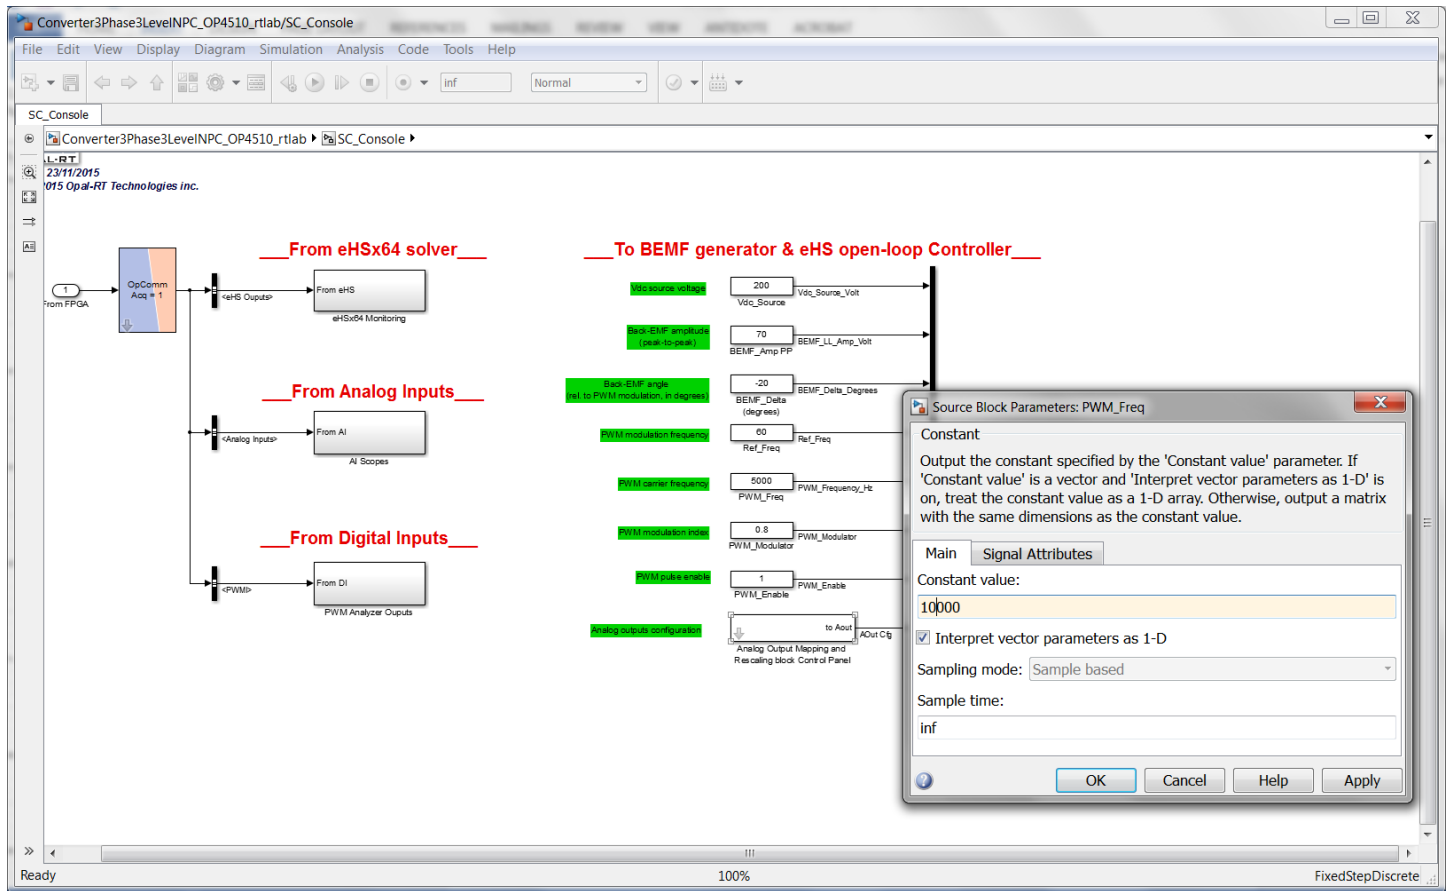 Converter3Phase3LevelNPC_OP4510_rtlab/SC_Console
File Edit View Display Diagram Simulation Analysis Code Tools Help
inf
Normal
SC_Console
Converter3Phase3LevelNPC_OP4510_rtlab
SC_Console
AL-RT
23/11/2015
2015 Opal-RT Technologies inc.
1
From FPGA
OpComm
Acq = 1
___From eHSx64 solver___
<eHS Ouputs>
From eHS
eHSx64 Monitoring
___From Analog Inputs___
<Analog Inputs>
From AI
AI Scopes
___From Digital Inputs___
<PWMI>
From DI
PWM Analyzer Ouputs
___To BEMF generator & eHS open-loop Controller___
Vdc source voltage
200
Vdc_Source
Vdc_Source_Volt
Back-EMF amplitude
(peak-to-peak)
70
BEMF_Amp PP
BEMF_LL_Amp_Volt
Back-EMF angle
(rel. to PWM modulation, in degrees)
-20
BEMF_Delta
(degrees)
BEMF_Delta_Degrees
PWM modulation frequency
60
Ref_Freq
Ref_Freq
PWM carrier frequency
5000
PWM_Freq
PWM_Frequency_Hz
PWM modulation index
0.8
PWM_Modulator
PWM_Modulator
PWM pulse enable
1
PWM_Enable
PWM_Enable
Analog outputs configuration
to Aout
AOut Cfg
Analog Output Mapping and
Rescaling block Control Panel
Source Block Parameters: PWM_Freq
Constant
Output the constant specified by the 'Constant value' parameter. If
'Constant value' is a vector and 'Interpret vector parameters as 1-D' is
on, treat the constant value as a 1-D array. Otherwise, output a matrix
with the same dimensions as the constant value.
Main
Signal Attributes
Constant value:
10000
Interpret vector parameters as 1-D
Sampling mode: Sample based
Sample time:
inf
OK
Cancel
Help
Apply
Ready
100%
FixedStepDiscrete